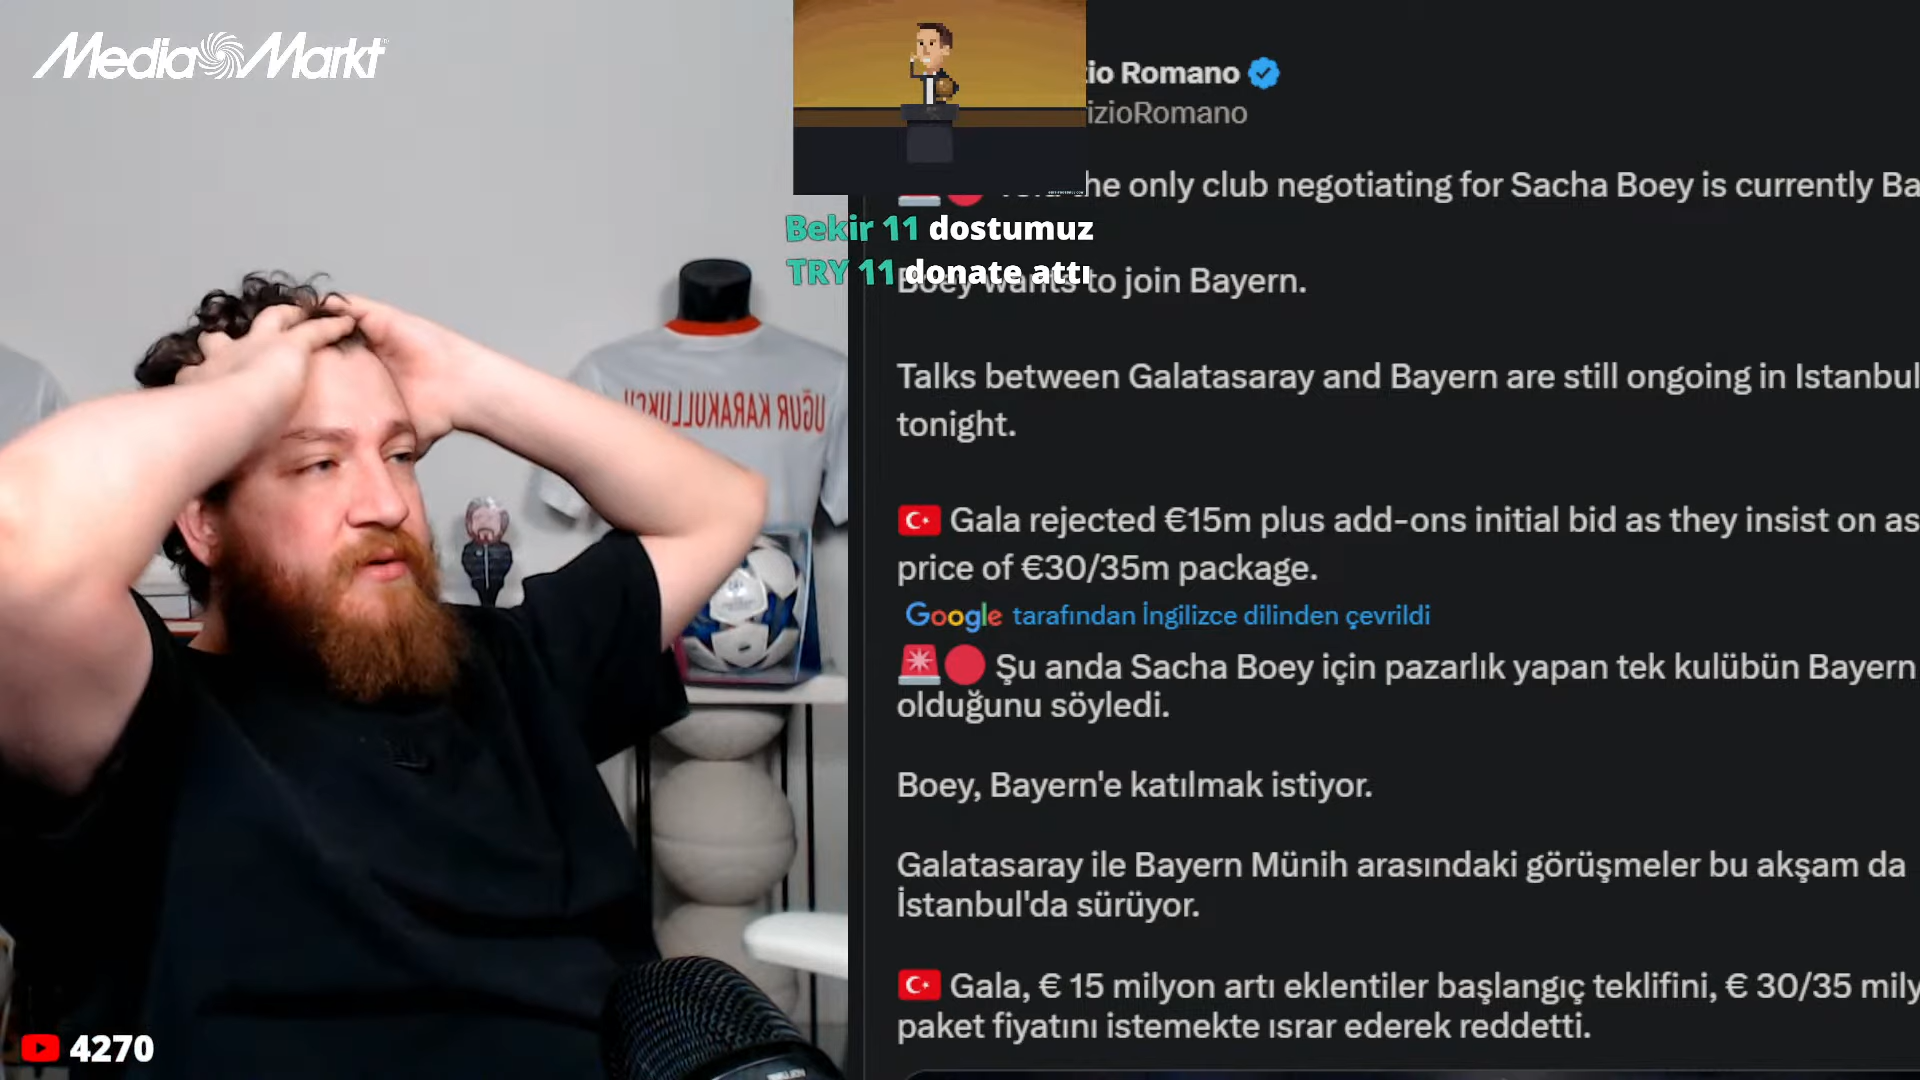 MediaMarkt
io Romano
izioRomano
he only club negotiating for Sacha Boey is currently Ba
Bekir 11 dostumuz
TRY 11 donate attı
Boey wants to join Bayern.
Talks between Galatasaray and Bayern are still ongoing in Istanbul
tonight.
UĞUR KARAKULLUKÇU
Gala rejected €15m plus add-ons initial bid as they insist on as
price of €30/35m package.
Google tarafından İngilizce dilinden çevrildi
Şu anda Sacha Boey için pazarlık yapan tek kulübün Bayern
olduğunu söyledi.
Boey, Bayern'e katılmak istiyor.
Galatasaray ile Bayern Münih arasındaki görüşmeler bu akşam da
İstanbul'da sürüyor.
Gala, € 15 milyon artı eklentiler başlangıç teklifini, € 30/35 mily
paket fiyatını istemekte ısrar ederek reddetti.
4270